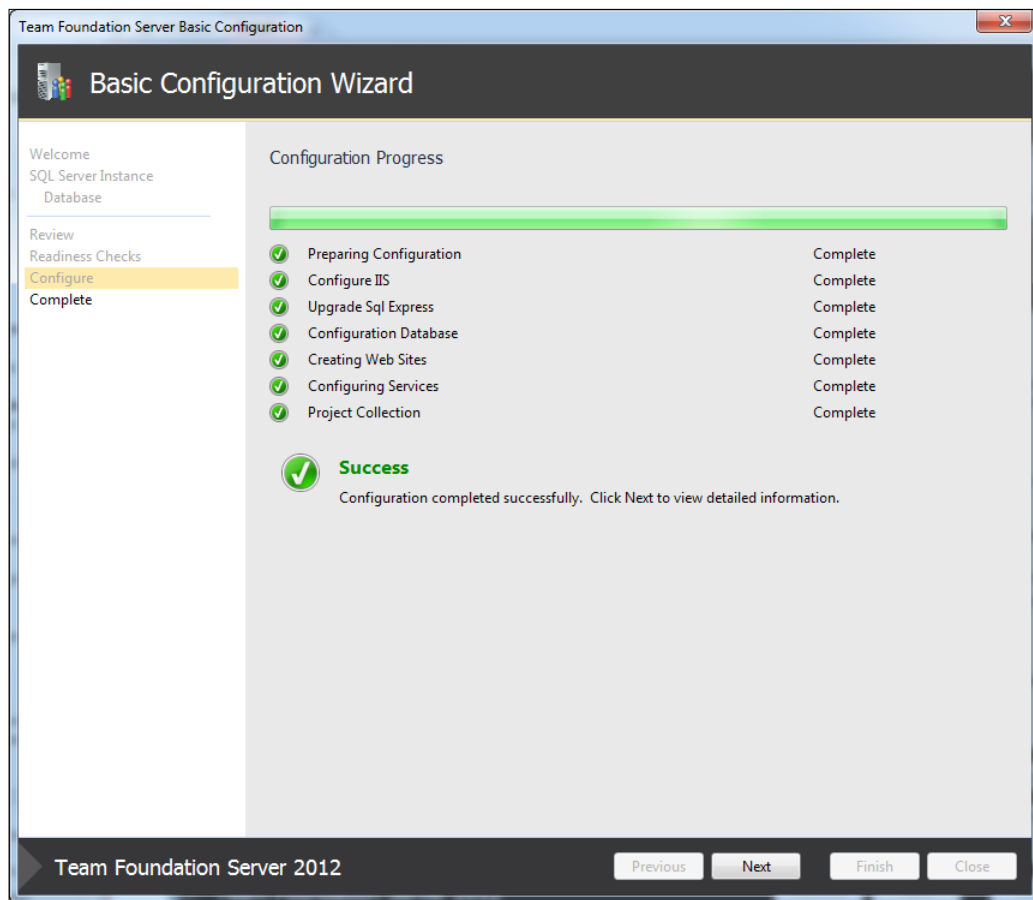 Team Foundation Server Basic Configuration
Basic Configuration Wizard
Welcome
SQL Server Instance
Database
Review
Readiness Checks
Configure
Complete
Configuration Progress
Preparing Configuration Complete
Configure IIS Complete
Upgrade Sql Express Complete
Configuration Database Complete
Creating Web Sites Complete
Configuring Services Complete
Project Collection Complete
Success
Configuration completed successfully. Click Next to view detailed information.
Team Foundation Server 2012
Previous Next Finish Close